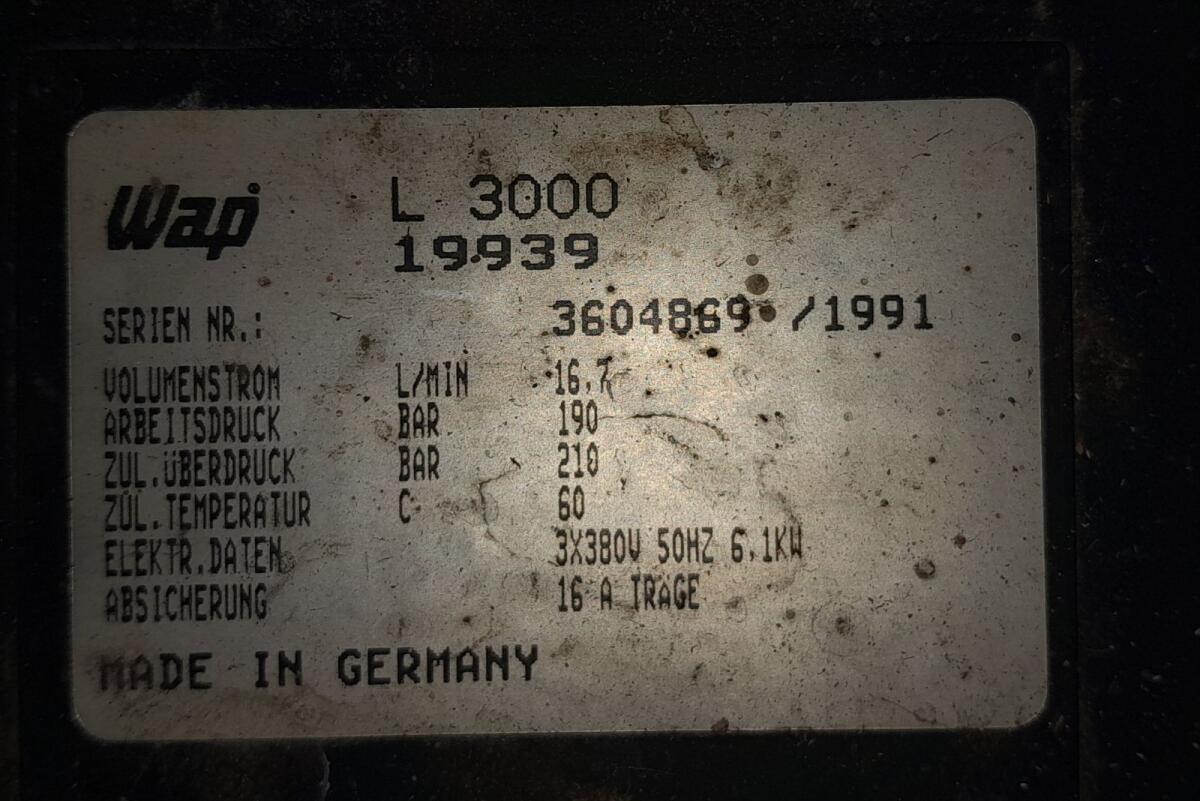 Wap L 3000
19939
SERIEN NR.: 3604869 /1991
VOLUMENSTROM L/MIN 16.7
ARBEITSDRUCK BAR 190
ZUL.ÜBERDRUCK BAR 210
ZUL.TEMPERATUR C 60
ELEKTR.DATEN 3X380V 50HZ 6.1KW
ABSICHERUNG 16 A TRAGE
MADE IN GERMANY